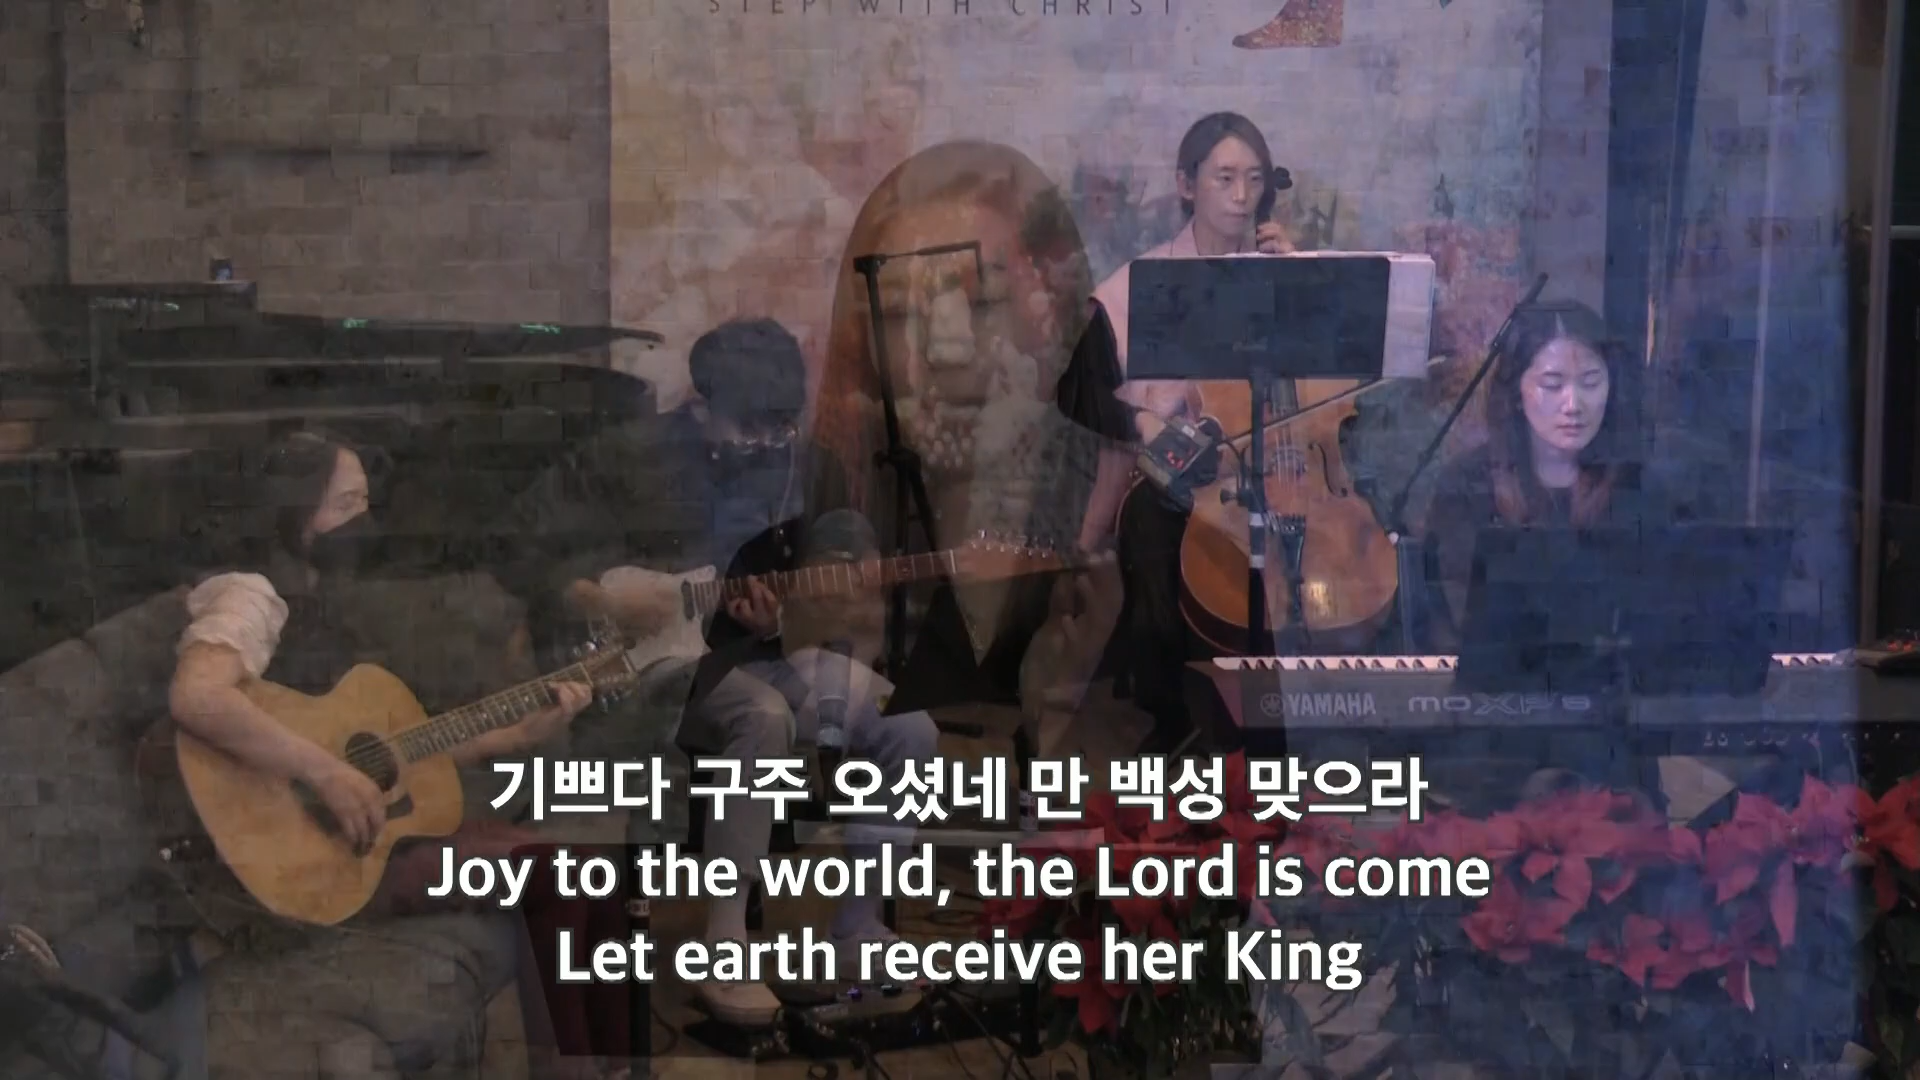 STEP WITH CHRIST
YAMAHA MOXF8
기쁘다 구주 오셨네 만 백성 맞으라
Joy to the world, the Lord is come
Let earth receive her King